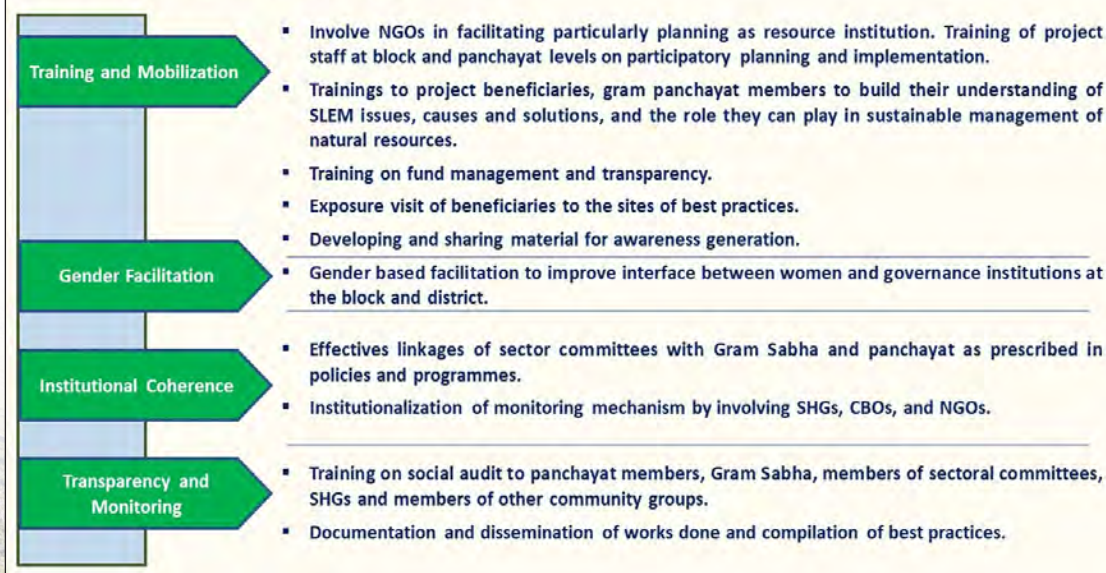 Training and Mobilization
▪ Involve NGOs in facilitating particularly planning as resource institution. Training of project
staff at block and panchayat levels on participatory planning and implementation.
▪ Trainings to project beneficiaries, gram panchayat members to build their understanding of
SLEM issues, causes and solutions, and the role they can play in sustainable management of
natural resources.
▪ Training on fund management and transparency.
▪ Exposure visit of beneficiaries to the sites of best practices.
▪ Developing and sharing material for awareness generation.
Gender Facilitation
▪ Gender based facilitation to improve interface between women and governance institutions at
the block and district.
Institutional Coherence
▪ Effectives linkages of sector committees with Gram Sabha and panchayat as prescribed in
policies and programmes.
▪ Institutionalization of monitoring mechanism by involving SHGs, CBOs, and NGOs.
Transparency and
Monitoring
▪ Training on social audit to panchayat members, Gram Sabha, members of sectoral committees,
SHGs and members of other community groups.
▪ Documentation and dissemination of works done and compilation of best practices.